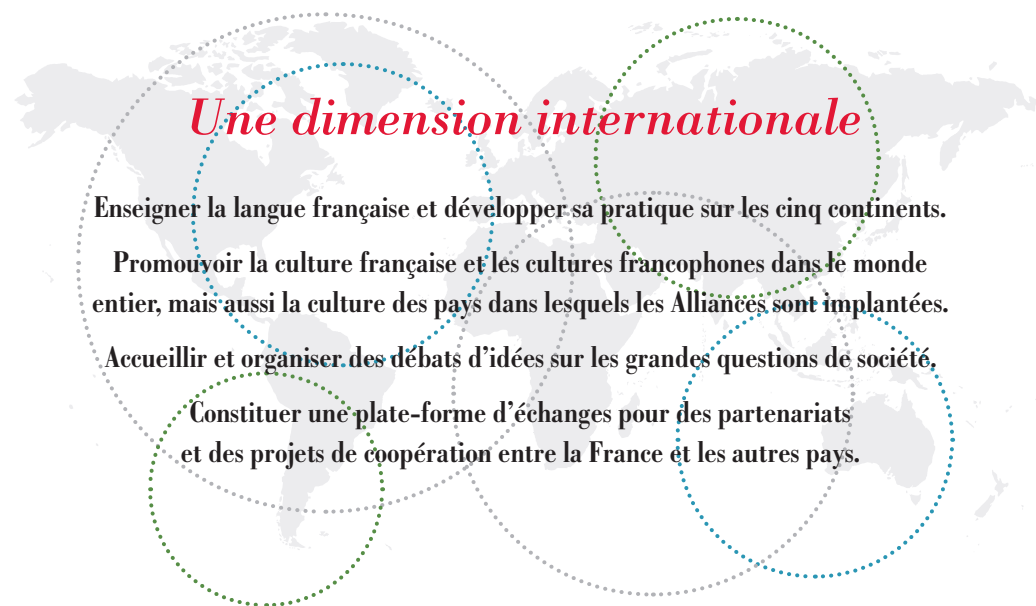 Une dimension internationale
Enseigner la langue française et développer sa pratique sur les cinq continents.
Promouvoir la culture française et les cultures francophones dans le monde
entier, mais aussi la culture des pays dans lesquels les Alliances sont implantées.
Accueillir et organiser des débats d’idées sur les grandes questions de société.
Constituer une plate-forme d’échanges pour des partenariats
et des projets de coopération entre la France et les autres pays.